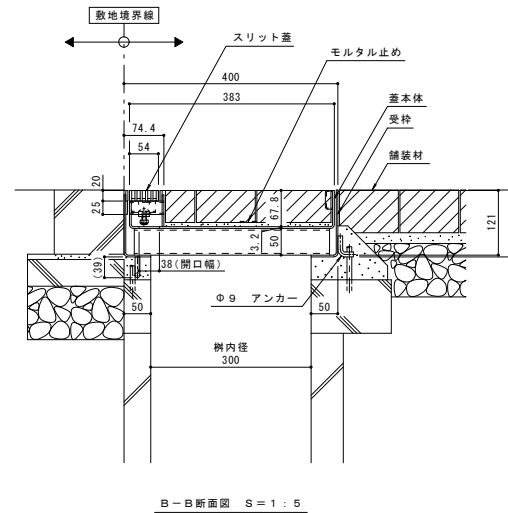 敷地境界線
スリット蓋
モルタル止め
400
383
蓋本体
受枠
舗装材
74.4
54
20
25
67.8
3.2
50
121
(39)
38(開口幅)
Φ9 アンカー
50
50
桝内径
300
B-B断面図 S=1:5